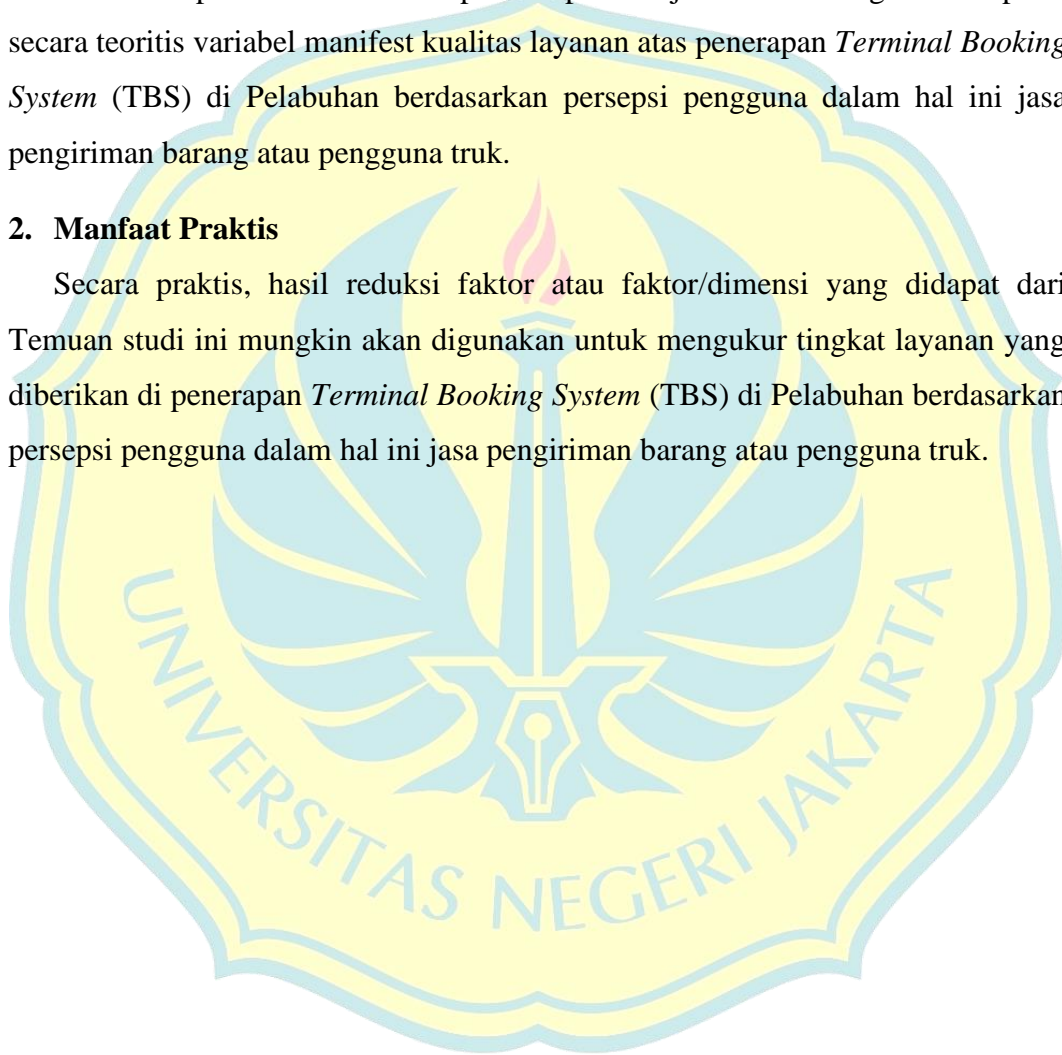 secara teoritis variabel manifest kualitas layanan atas penerapan Terminal Booking
System (TBS) di Pelabuhan berdasarkan persepsi pengguna dalam hal ini jasa
pengiriman barang atau pengguna truk.
2. Manfaat Praktis
Secara praktis, hasil reduksi faktor atau faktor/dimensi yang didapat dari
Temuan studi ini mungkin akan digunakan untuk mengukur tingkat layanan yang
diberikan di penerapan Terminal Booking System (TBS) di Pelabuhan berdasarkan
persepsi pengguna dalam hal ini jasa pengiriman barang atau pengguna truk.
UNIVERSITAS NEGERI JAKARTA